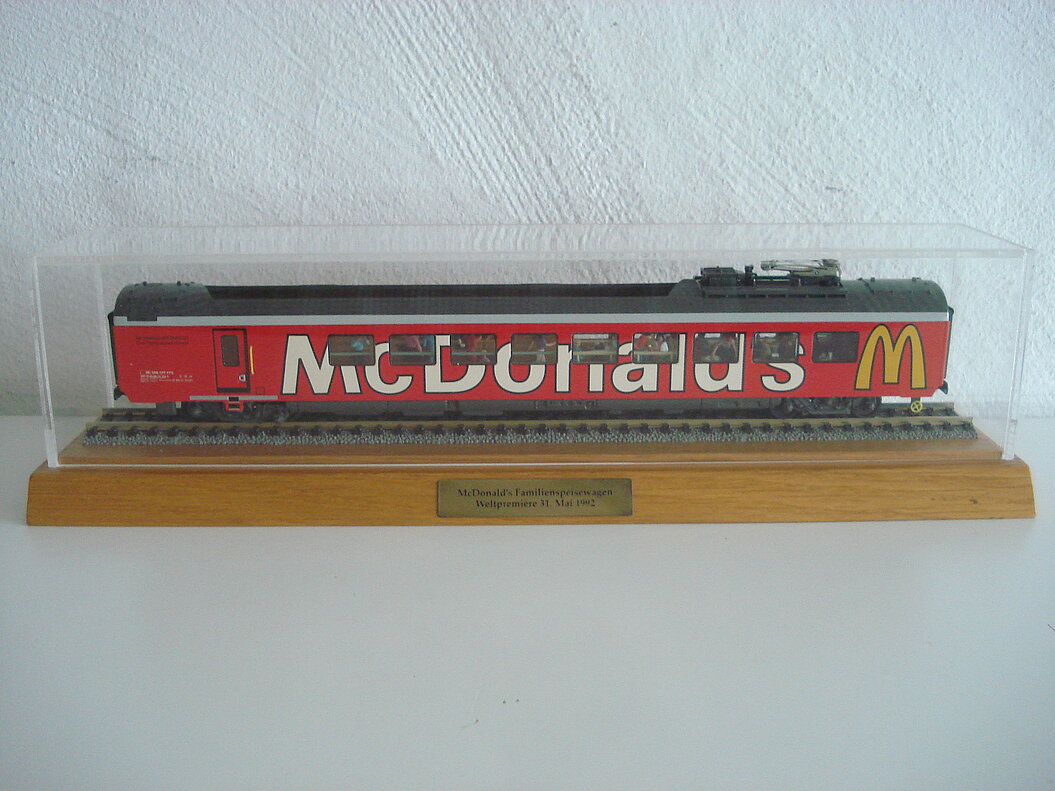 McDonald's
M
McDonald's Familienspeisewagen
Weltpremiere 31. Mai 1992